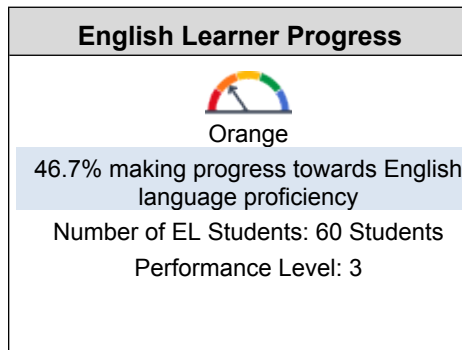 English Learner Progress
Orange
46.7% making progress towards English
language proficiency
Number of EL Students: 60 Students
Performance Level: 3